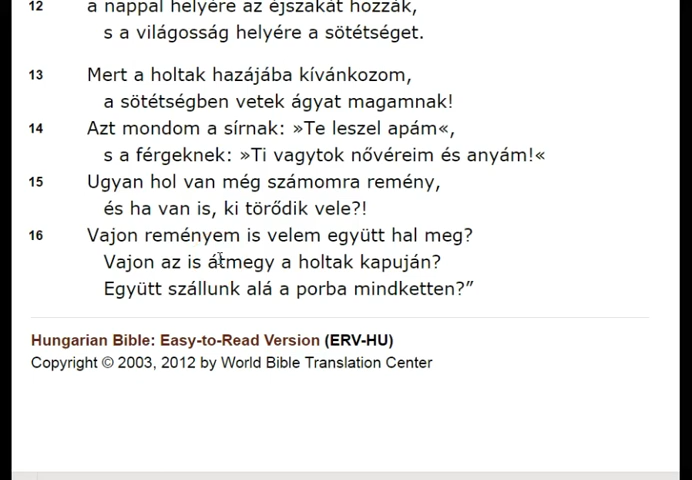 12 a nappal helyére az éjszakát hozzák,
s a világosság helyére a sötétséget.
13 Mert a holtak hazájába kívánkozom,
a sötétségben vetek ágyat magamnak!
14 Azt mondom a sírnak: »Te leszel apám«,
s a férgeknek: »Ti vagytok nővéreim és anyám!«
15 Ugyan hol van még számomra remény,
és ha van is, ki törődik vele?!
16 Vajon reményem is velem együtt hal meg?
Vajon az is átmegy a holtak kapuján?
Együtt szállunk alá a porba mindketten?”
Hungarian Bible: Easy-to-Read Version (ERV-HU)
Copyright © 2003, 2012 by World Bible Translation Center